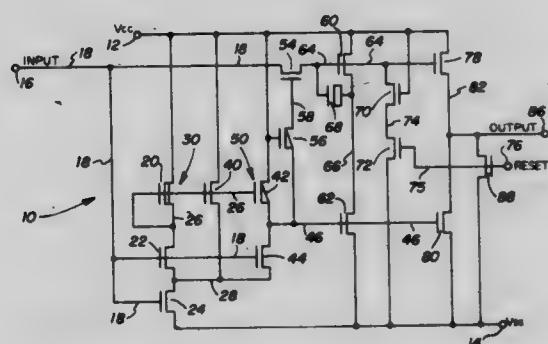 Vcc 60
12
INPUT 18 18 54 64 64 78
16
58 68 70 82
56 74 OUTPUT 86
18 20 30 40 50 66 72 76
42 RESET
10 26 26 62 75 88
22 18 46 46
44 80
28
18 24
Vss
14